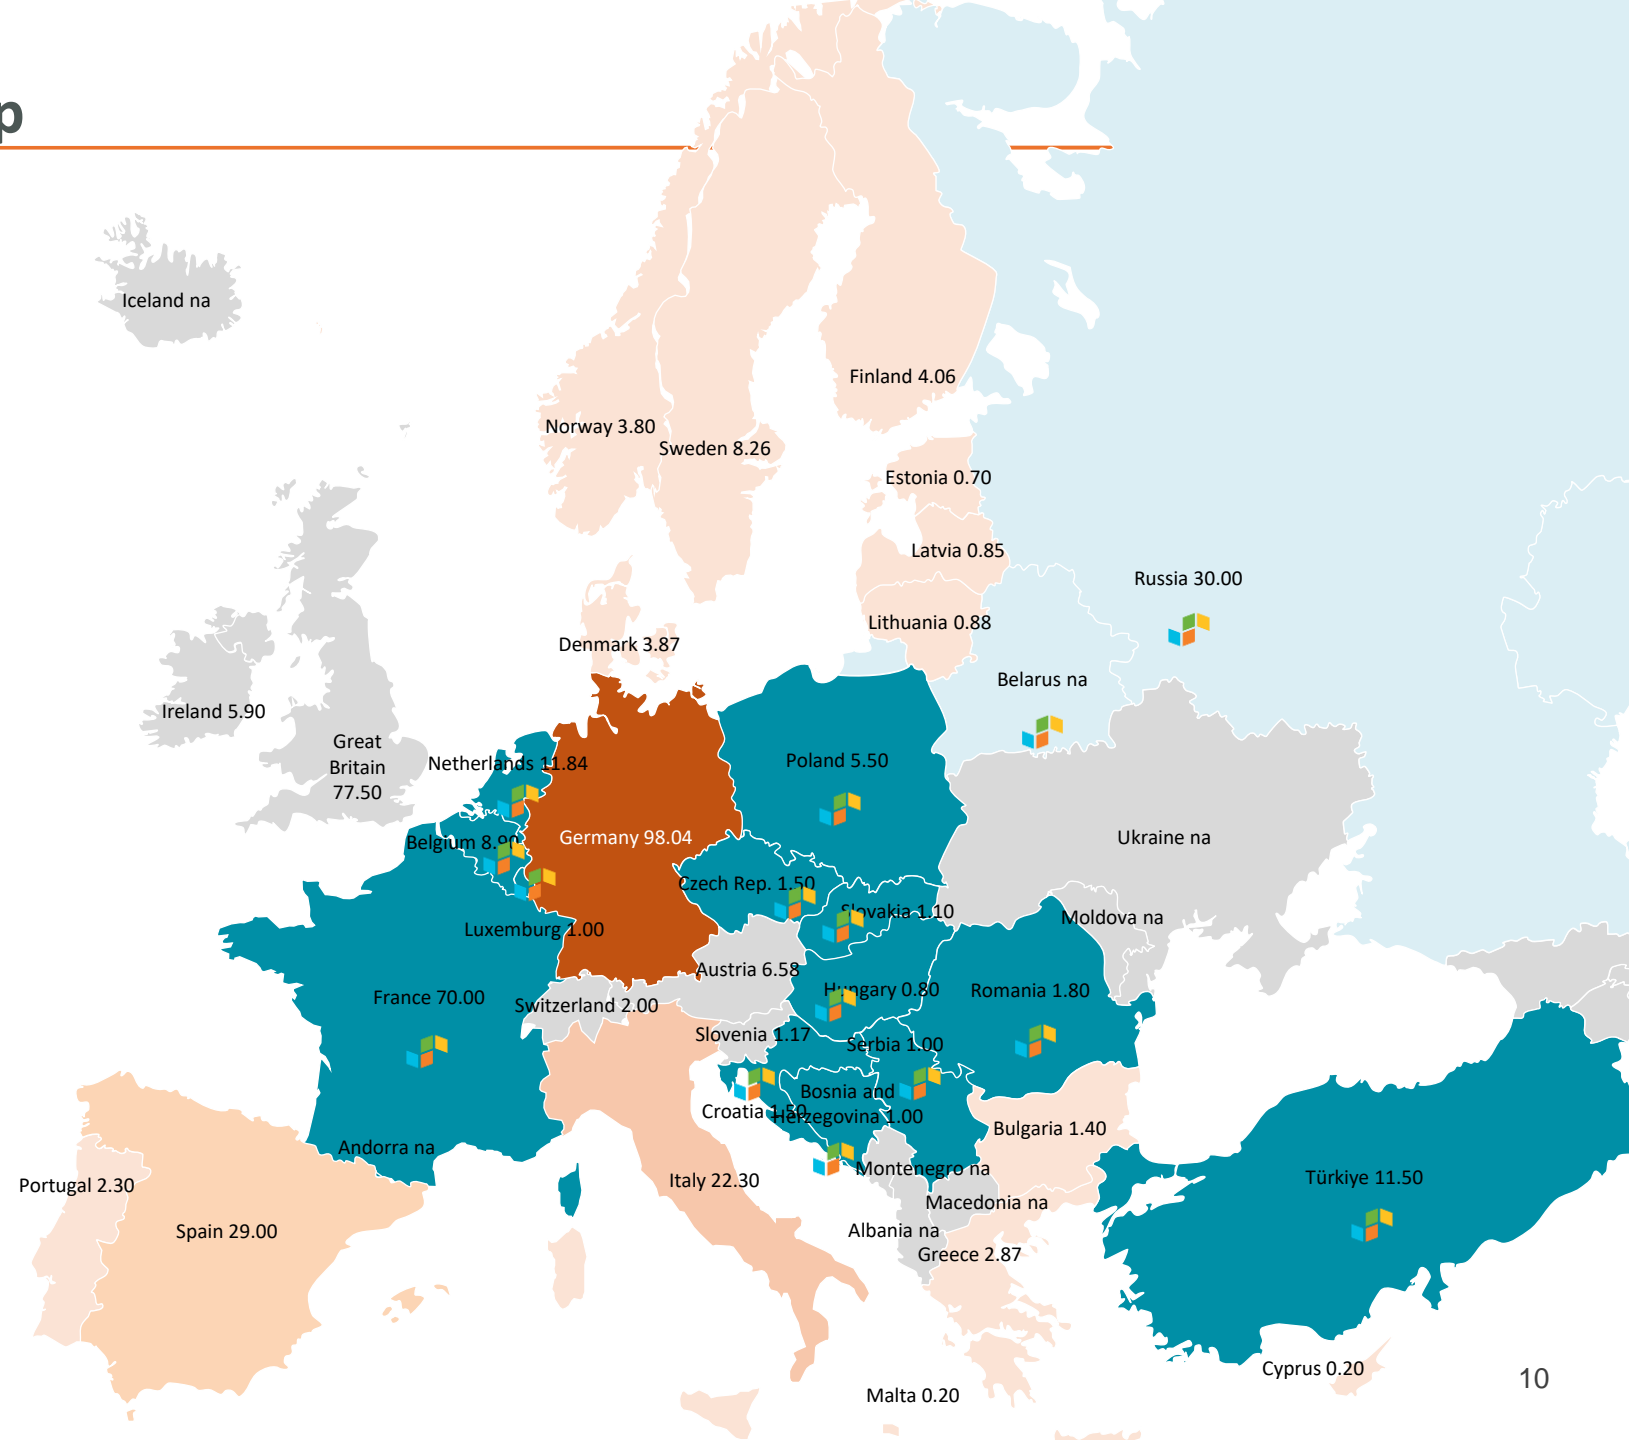 p
Iceland na
Finland 4.06
Norway 3.80
Sweden 8.26
Estonia 0.70
Latvia 0.85
Russia 30.00
Lithuania 0.88
Denmark 3.87
Belarus na
Ireland 5.90
Great
Britain
77.50
Netherlands 11.84
Poland 5.50
Germany 98.04
Ukraine na
Belgium 8.90
Czech Rep. 1.50
Slovakia 1.10
Moldova na
Luxemburg 1.00
Austria 6.58
Hungary 0.80
Romania 1.80
France 70.00
Switzerland 2.00
Slovenia 1.17
Serbia 1.00
Bosnia and
Herzegovina 1.00
Croatia 1.50
Bulgaria 1.40
Andorra na
Montenegro na
Italy 22.30
Türkiye 11.50
Portugal 2.30
Macedonia na
Spain 29.00
Albania na
Greece 2.87
Cyprus 0.20
Malta 0.20
10